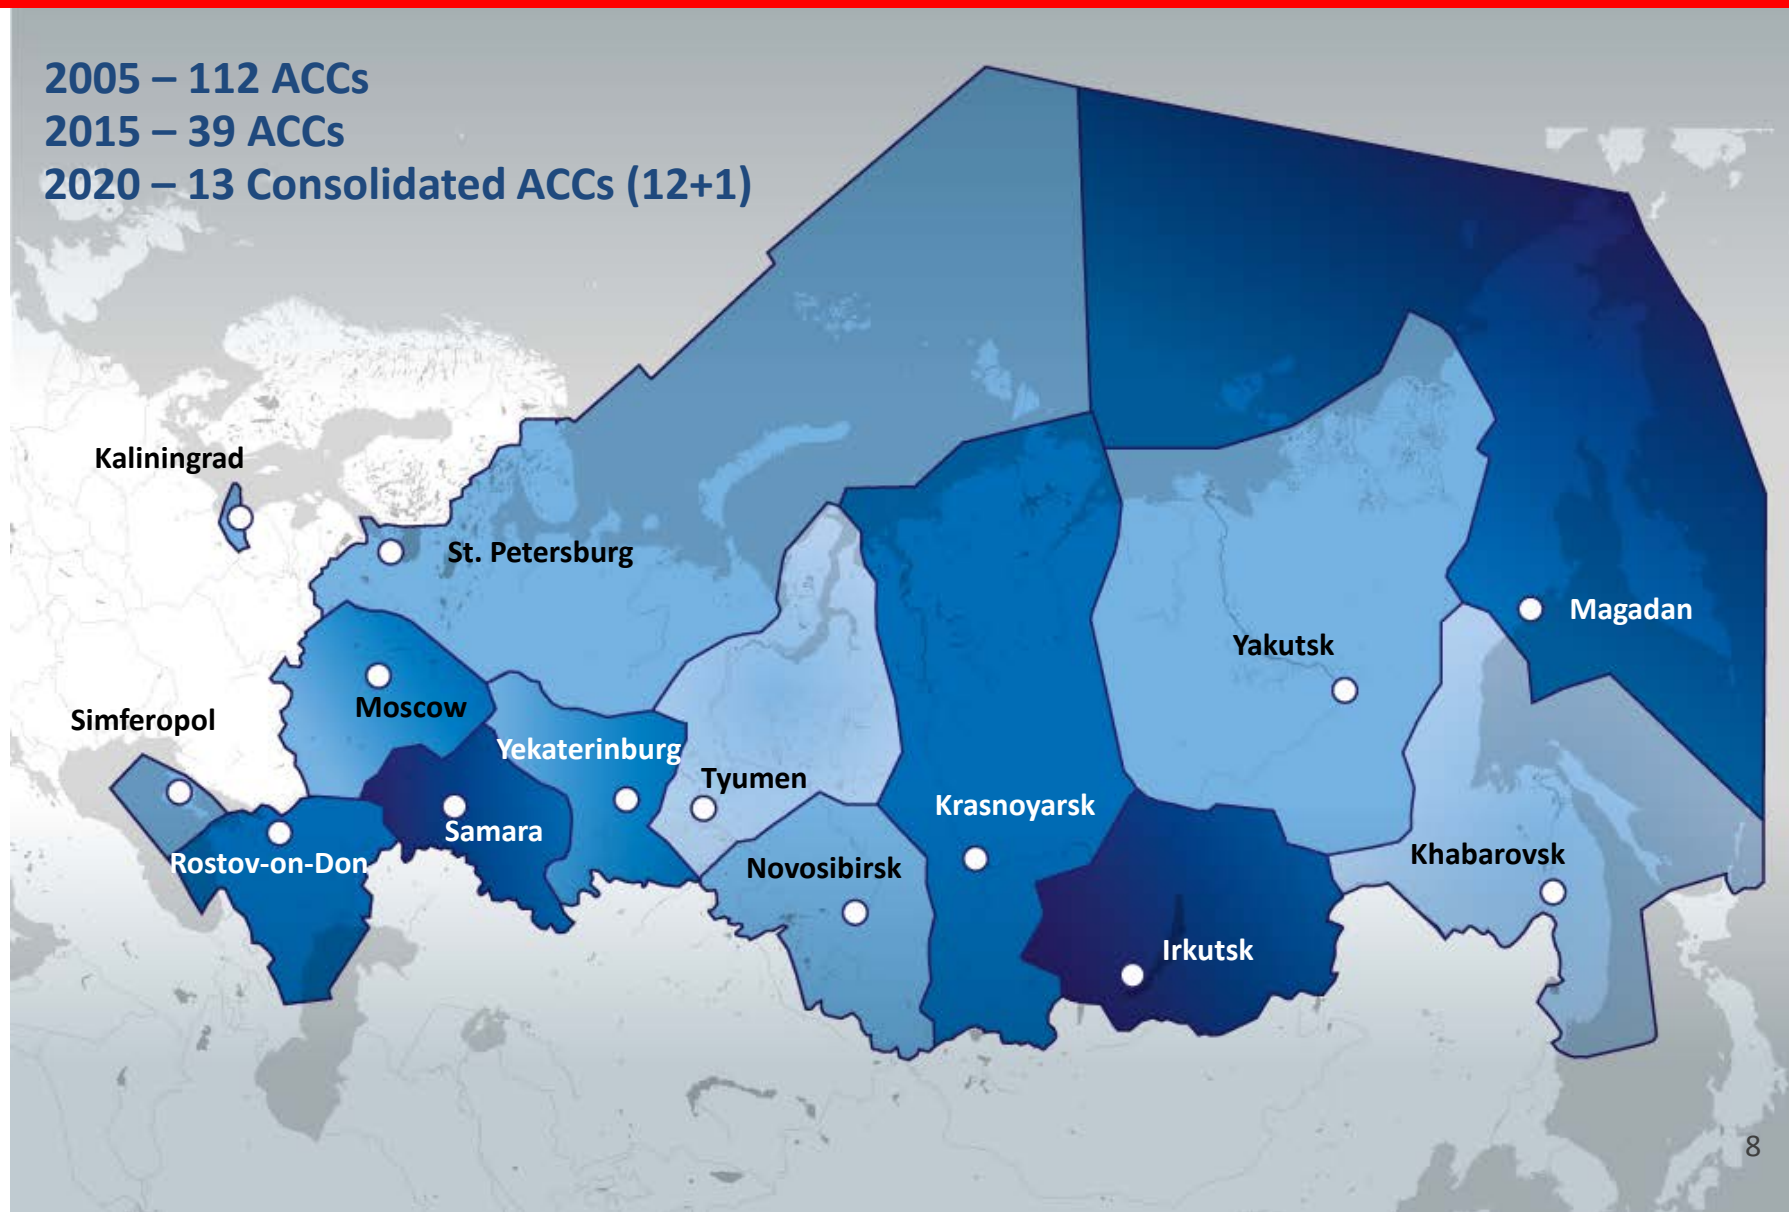 2005 – 112 ACCs
2015 – 39 ACCs
2020 – 13 Consolidated ACCs (12+1)
Kaliningrad
St. Petersburg
Magadan
Yakutsk
Moscow
Simferopol
Yekaterinburg
Tyumen
Krasnoyarsk
Samara
Khabarovsk
Rostov-on-Don
Novosibirsk
Irkutsk
8